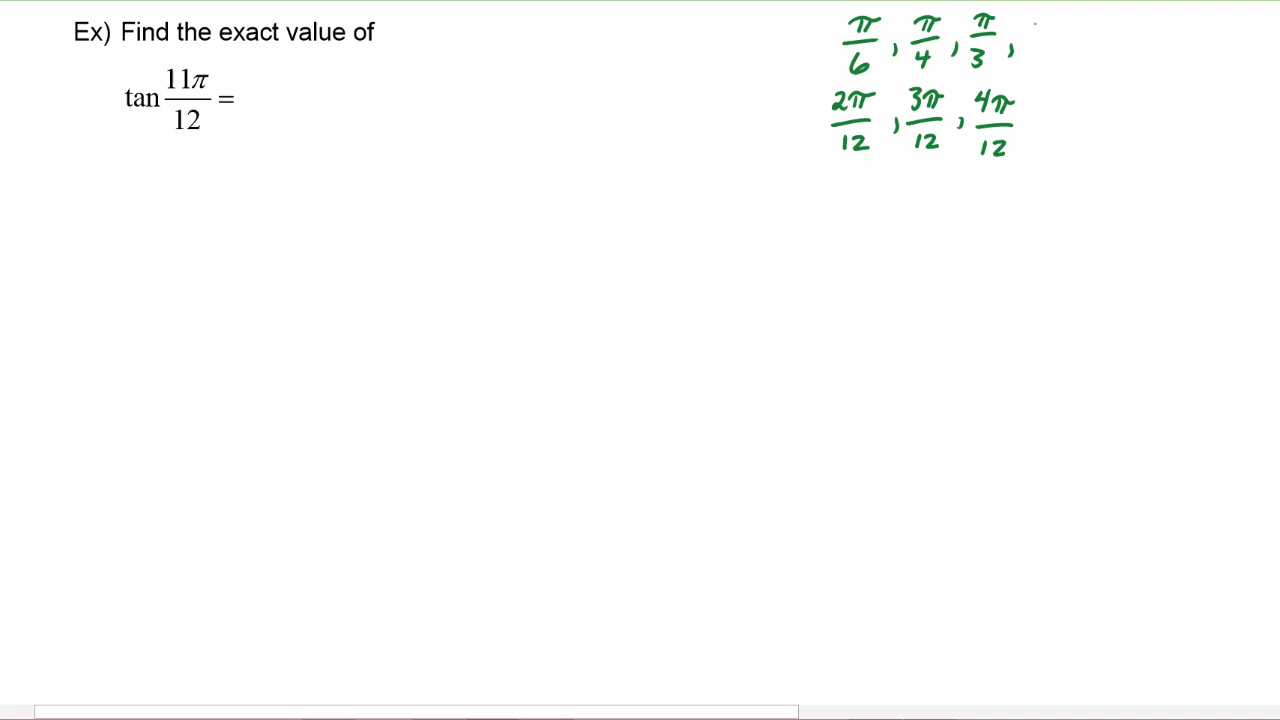 Ex) Find the exact value of
tan 11π/12 =
π/6, π/4, π/3,
2π/12, 3π/12, 4π/12